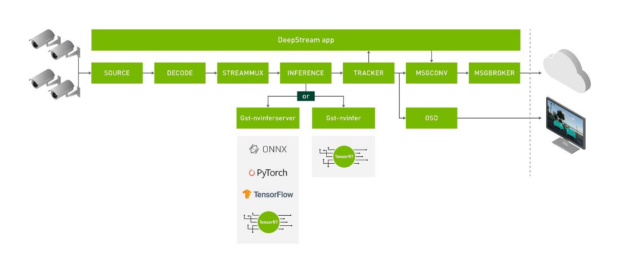 DeepStream app
SOURCE
DECODE
STREAMMUX
INFERENCE
TRACKER
MSGCONV
MSGBROKER
or
Gst-nvinferserver
Gst-nvinfer
OSD
ONNX
TensorRT
PyTorch
TensorFlow
TensorRT